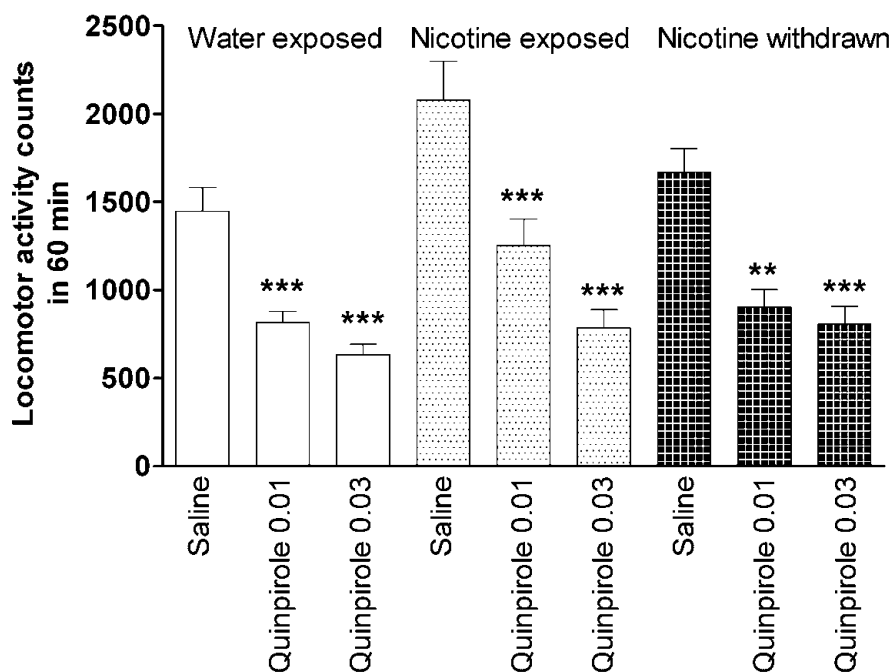 Water exposed Nicotine exposed Nicotine withdrawn
Locomotor activity counts
in 60 min
2500
2000
1500
1000
500
0
***
***
***
***
**
***
Saline
Quinpirole 0.01
Quinpirole 0.03
Saline
Quinpirole 0.01
Quinpirole 0.03
Saline
Quinpirole 0.01
Quinpirole 0.03